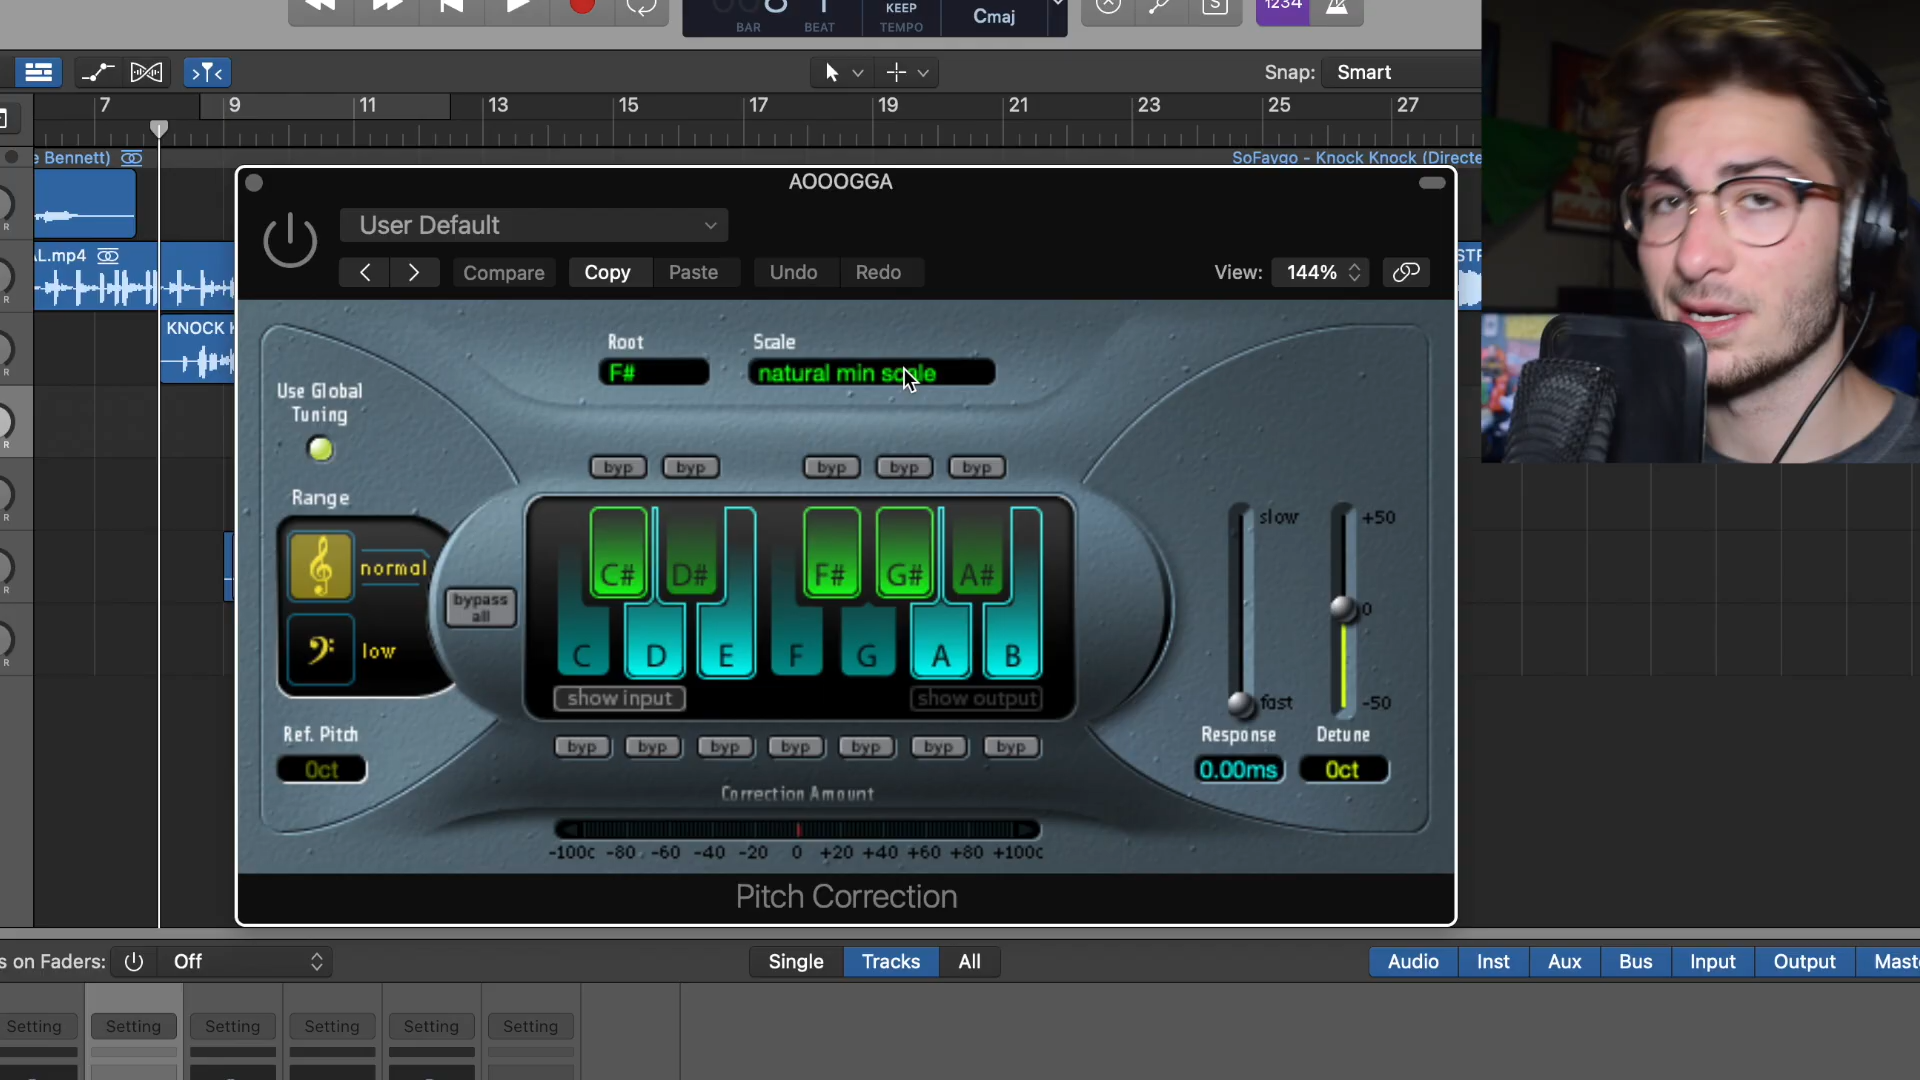 BAR
BEAT
KEEP
TEMPO
Cmaj
S
1234
Snap: Smart
7 9 11 13 15 17 19 21 23 25 27
e Bennett)
SoFaygo - Knock Knock (Directe
AOOOGGA
User Default
Compare Copy Paste Undo Redo
View: 144%
L.mp4
KNOCK
Root Scale
F# natural min scale
Use Global
Tuning
byp byp byp byp byp
Range
normal
low
bypass
all
C# D# F# G# A#
C D E F G A B
show input show output
byp byp byp byp byp byp byp
Ref. Pitch
0ct
slow
fast
+50
0
-50
Response Detune
0.00ms 0ct
Correction Amount
-100c -80 -60 -40 -20 0 +20 +40 +60 +80 +100c
Pitch Correction
R
R
R
R
R
R
R
s on Faders: Off
Single Tracks All
Audio Inst Aux Bus Input Output Mast
Setting Setting Setting Setting Setting Setting